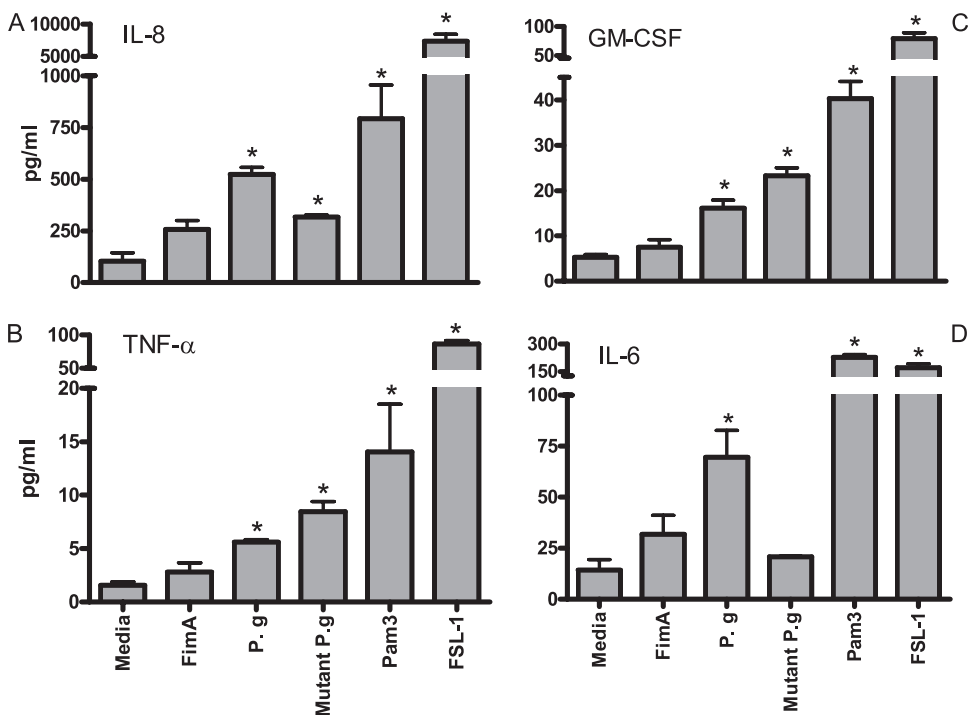 A
IL-8
10000
5000
1000
750
500
250
0
pg/ml
*
*
*
*
C
GM-CSF
100
50
40
30
20
10
0
*
*
*
*
B
TNF-α
100
50
20
15
10
5
0
pg/ml
*
*
*
*
Media
FimA
P. g
Mutant P.g
Pam3
FSL-1
D
IL-6
300
150
100
75
50
25
0
*
*
*
Media
FimA
P. g
Mutant P.g
Pam3
FSL-1